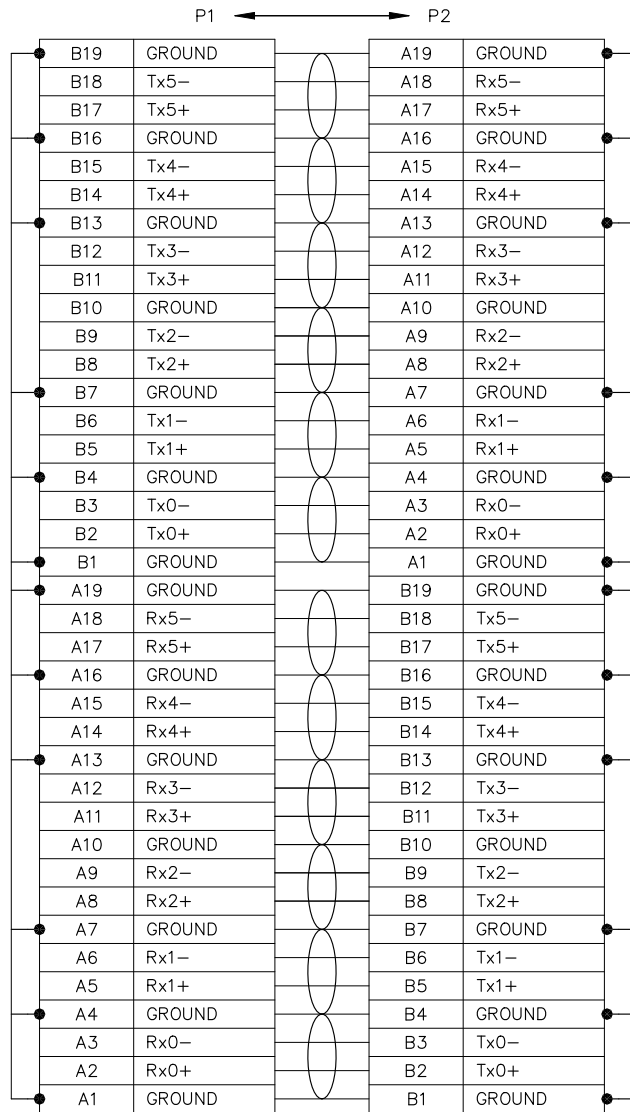 P1 P2
B19 GROUND A19 GROUND
B18 Tx5− A18 Rx5−
B17 Tx5+ A17 Rx5+
B16 GROUND A16 GROUND
B15 Tx4− A15 Rx4−
B14 Tx4+ A14 Rx4+
B13 GROUND A13 GROUND
B12 Tx3− A12 Rx3−
B11 Tx3+ A11 Rx3+
B10 GROUND A10 GROUND
B9 Tx2− A9 Rx2−
B8 Tx2+ A8 Rx2+
B7 GROUND A7 GROUND
B6 Tx1− A6 Rx1−
B5 Tx1+ A5 Rx1+
B4 GROUND A4 GROUND
B3 Tx0− A3 Rx0−
B2 Tx0+ A2 Rx0+
B1 GROUND A1 GROUND
A19 GROUND B19 GROUND
A18 Rx5− B18 Tx5−
A17 Rx5+ B17 Tx5+
A16 GROUND B16 GROUND
A15 Rx4− B15 Tx4−
A14 Rx4+ B14 Tx4+
A13 GROUND B13 GROUND
A12 Rx3− B12 Tx3−
A11 Rx3+ B11 Tx3+
A10 GROUND B10 GROUND
A9 Rx2− B9 Tx2−
A8 Rx2+ B8 Tx2+
A7 GROUND B7 GROUND
A6 Rx1− B6 Tx1−
A5 Rx1+ B5 Tx1+
A4 GROUND B4 GROUND
A3 Rx0− B3 Tx0−
A2 Rx0+ B2 Tx0+
A1 GROUND B1 GROUND